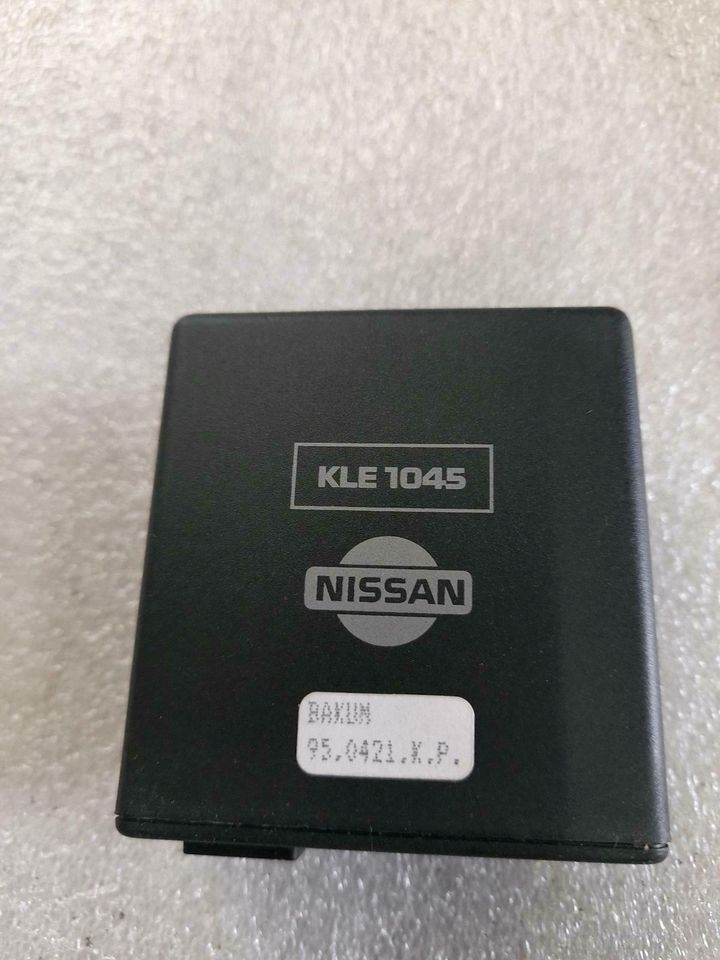 KLE 1045
NISSAN
BAKUM
95.0421.K.P.